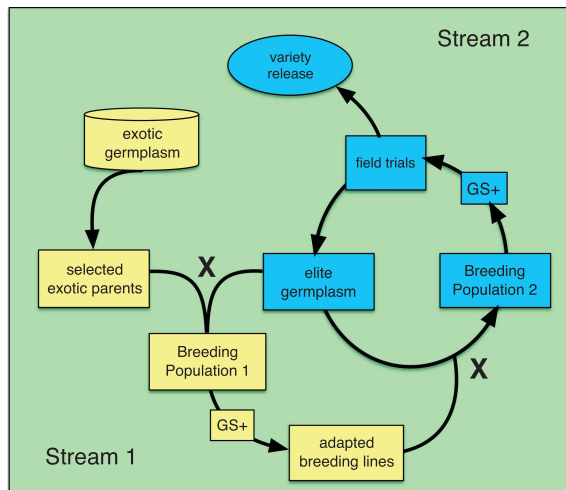 Stream 2
variety
release
exotic
germplasm
field trials
GS+
selected
exotic parents
X
elite
germplasm
Breeding
Population 2
Breeding
Population 1
X
GS+
adapted
breeding lines
Stream 1